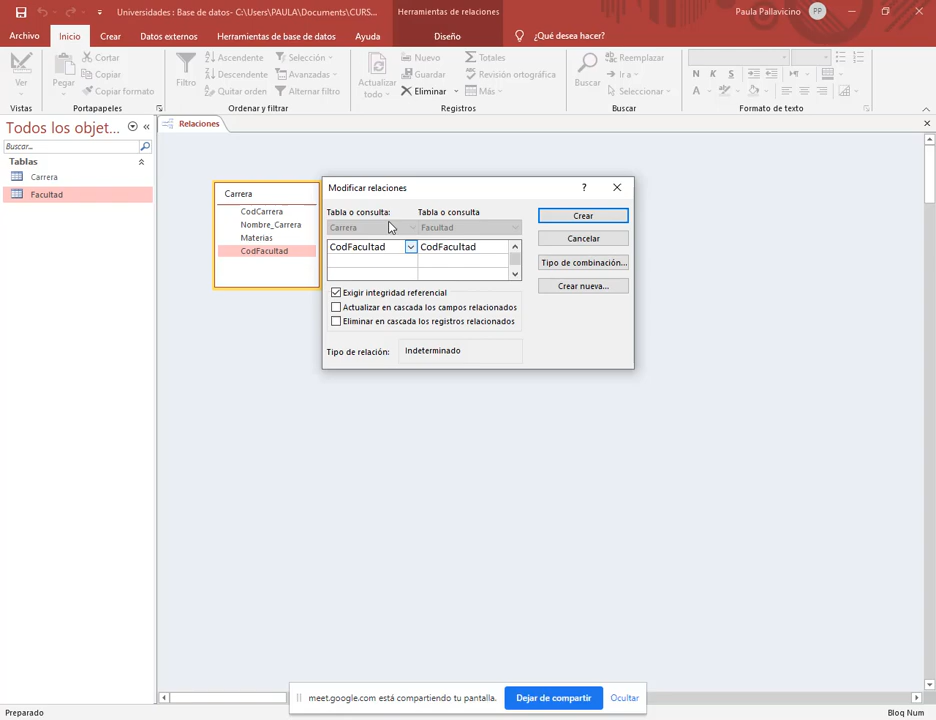 Universidades : Base de datos- C:\Users\PAULA\Documents\CURS...
Herramientas de relaciones
Paula Pallavicino
PP
Archivo
Inicio
Crear
Datos externos
Herramientas de base de datos
Ayuda
Diseño
¿Qué desea hacer?
Ver
Pegar
Cortar
Copiar
Copiar formato
Filtro
Ascendente
Descendente
Quitar orden
Selección
Avanzadas
Alternar filtro
Actualizar todo
Nuevo
Guardar
Eliminar
Totales
Revisión ortográfica
Más
Buscar
Reemplazar
Ir a
Seleccionar
N K S
A
Vistas
Portapapeles
Ordenar y filtrar
Registros
Buscar
Formato de texto
Todos los objet...
Buscar...
Tablas
Carrera
Facultad
Relaciones
Carrera
CodCarrera
Nombre_Carrera
Materias
CodFacultad
Modificar relaciones
?
Tabla o consulta:
Tabla o consulta
Carrera
Facultad
CodFacultad
CodFacultad
Exigir integridad referencial
Actualizar en cascada los campos relacionados
Eliminar en cascada los registros relacionados
Tipo de relación:
Indeterminado
Crear
Cancelar
Tipo de combinación...
Crear nueva...
meet.google.com está compartiendo tu pantalla.
Dejar de compartir
Ocultar
Preparado
Bloq Num